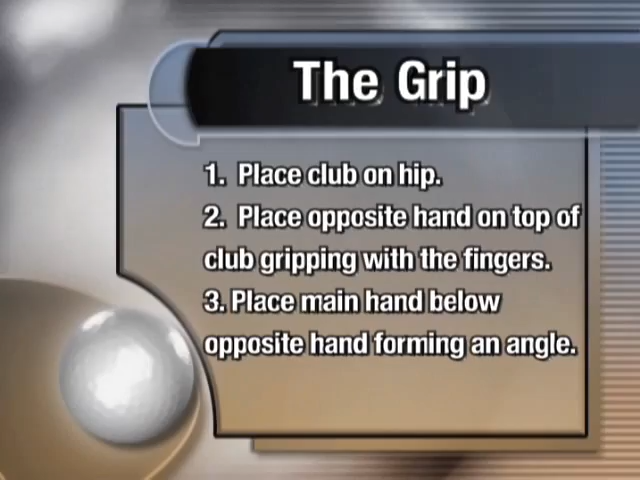 The Grip
1. Place club on hip.
2. Place opposite hand on top of
club gripping with the fingers.
3. Place main hand below
opposite hand forming an angle.